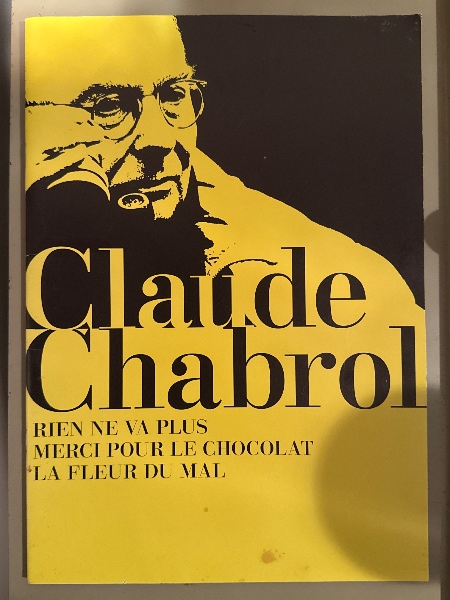 Claude
Chabrol
RIEN NE VA PLUS
MERCI POUR LE CHOCOLAT
LA FLEUR DU MAL